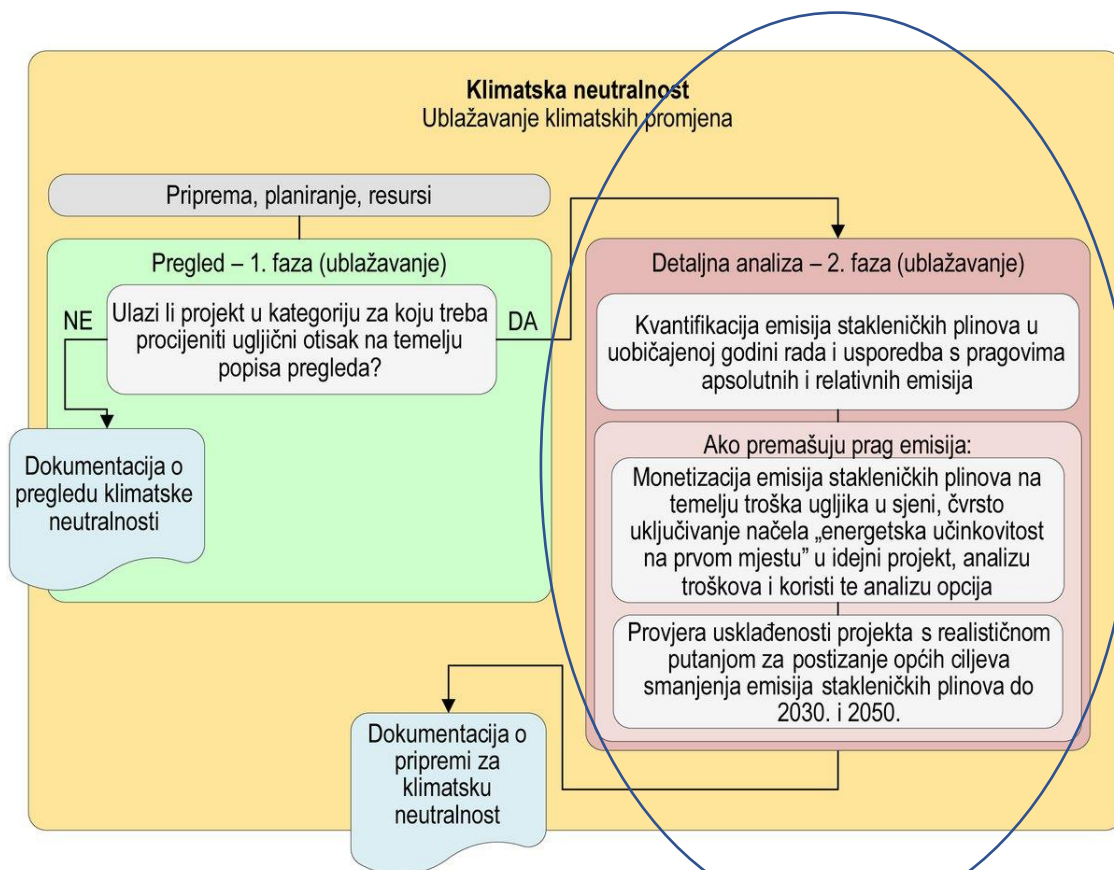 Klimatska neutralnost
Ublažavanje klimatskih promjena
Priprema, planiranje, resursi
Pregled – 1. faza (ublažavanje)
NE
Ulazi li projekt u kategoriju za koju treba
procijeniti ugljični otisak na temelju
popisa pregleda?
DA
Dokumentacija o
pregledu klimatske
neutralnosti
Detaljna analiza – 2. faza (ublažavanje)
Kvantifikacija emisija stakleničkih plinova u
uobičajenoj godini rada i usporedba s pragovima
apsolutnih i relativnih emisija
Ako premašuju prag emisija:
Monetizacija emisija stakleničkih plinova na
temelju troška ugljika u sjeni, čvrsto
uključivanje načela „energetska učinkovitost
na prvom mjestu” u idejni projekt, analizu
troškova i koristi te analizu opcija
Provjera usklađenosti projekta s realističnom
putanjom za postizanje općih ciljeva
smanjenja emisija stakleničkih plinova do
2030. i 2050.
Dokumentacija o
pripremi za
klimatsku
neutralnost